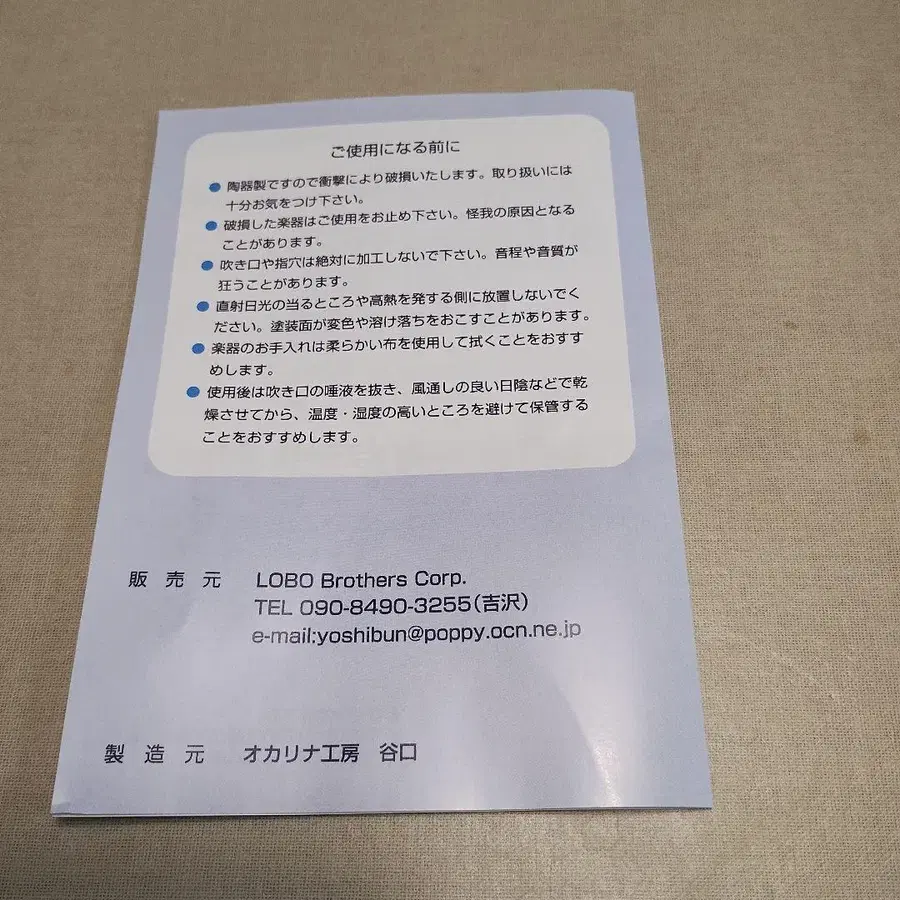 ご使用になる前に
● 陶器製ですので衝撃により破損いたします。取り扱いには
十分お気をつけ下さい。
● 破損した楽器はご使用をお止め下さい。怪我の原因となる
ことがあります。
● 吹き口や指穴は絶対に加工しないで下さい。音程や音質が
狂うことがあります。
● 直射日光の当るところや高熱を発する側に放置しないでく
ださい。塗装面が変色や溶け落ちをおこすことがあります。
● 楽器のお手入れは柔らかい布を使用して拭くことをおすす
めします。
● 使用後は吹き口の唾液を抜き、風通しの良い日陰などで乾
燥させてから、温度・湿度の高いところを避けて保管する
ことをおすすめします。
販 売 元 LOBO Brothers Corp.
TEL 090-8490-3255(吉沢)
e-mail:yoshibun@poppy.ocn.ne.jp
製 造 元 オカリナ工房 谷口